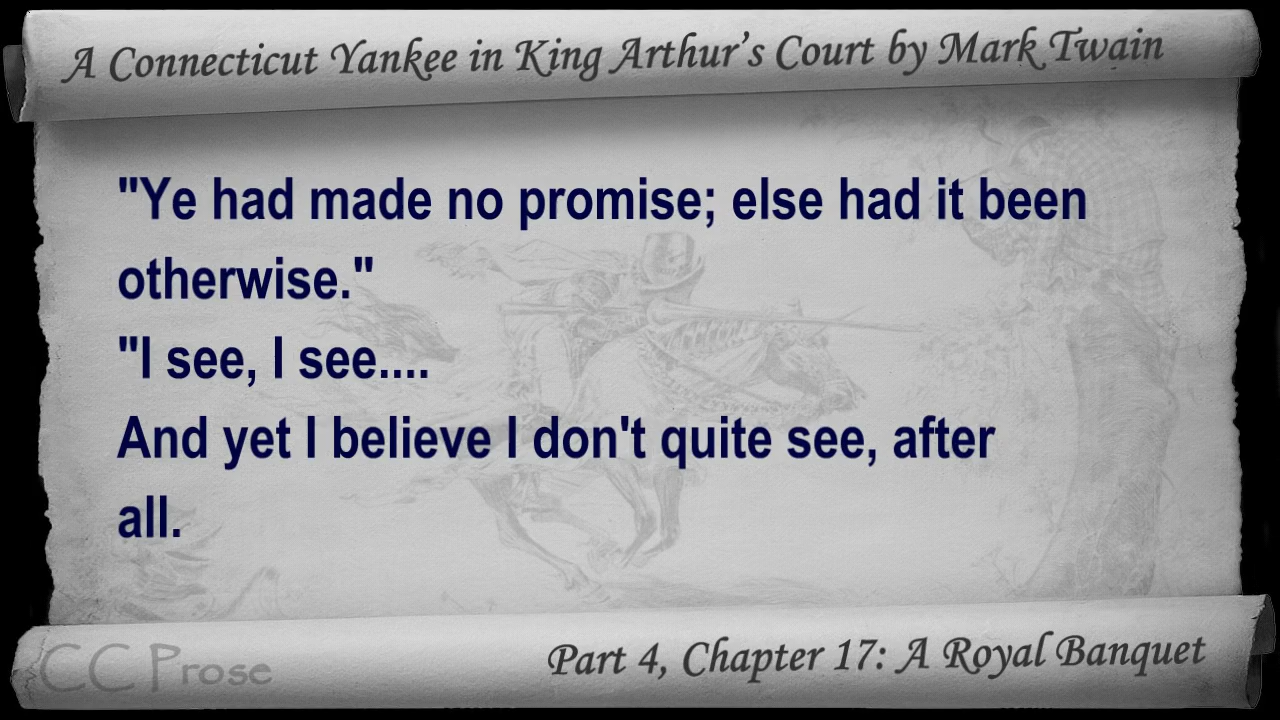 A Connecticut Yankee in King Arthur's Court by Mark Twain
"Ye had made no promise; else had it been
otherwise."
"I see, I see....
And yet I believe I don't quite see, after
all.
CC Prose
Part 4, Chapter 17: A Royal Banquet